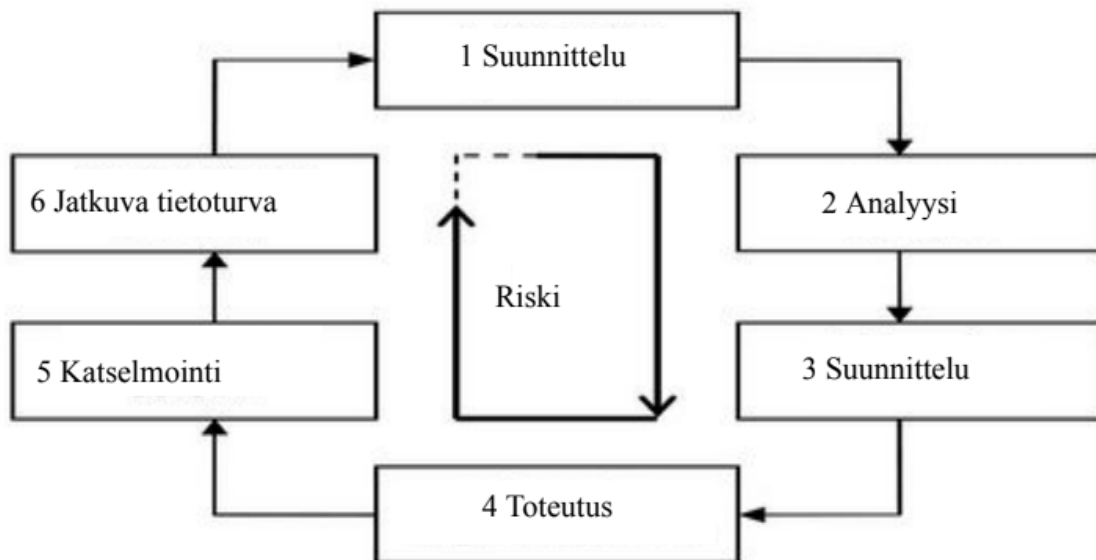 1 Suunnittelu
2 Analyysi
3 Suunnittelu
4 Toteutus
5 Katselmointi
6 Jatkuva tietoturva
Riski